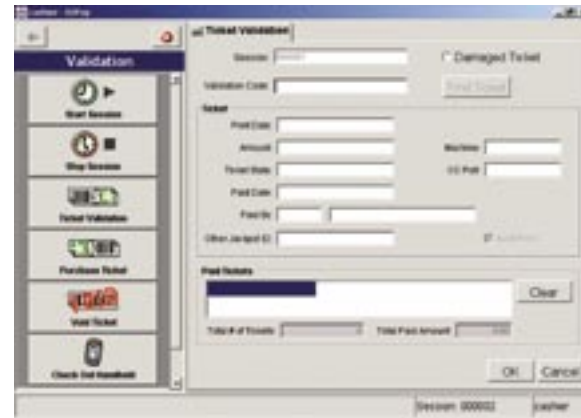 Ticket Validation
Validation
Session
Damaged Ticket
Validation Code
Find Ticket
Start Session
Ticket
Print Date
Amount
Machine
Stop Session
Ticket State
CC Port
Paid Date
Ticket Validation
Paid By
Other Jackpot ID
Purchase Ticket
Paid Tickets
Clear
Void Ticket
Total # of Tickets
Total Paid Amount
Check Out Handheld
OK
Cancel
Session: 000002
cashier